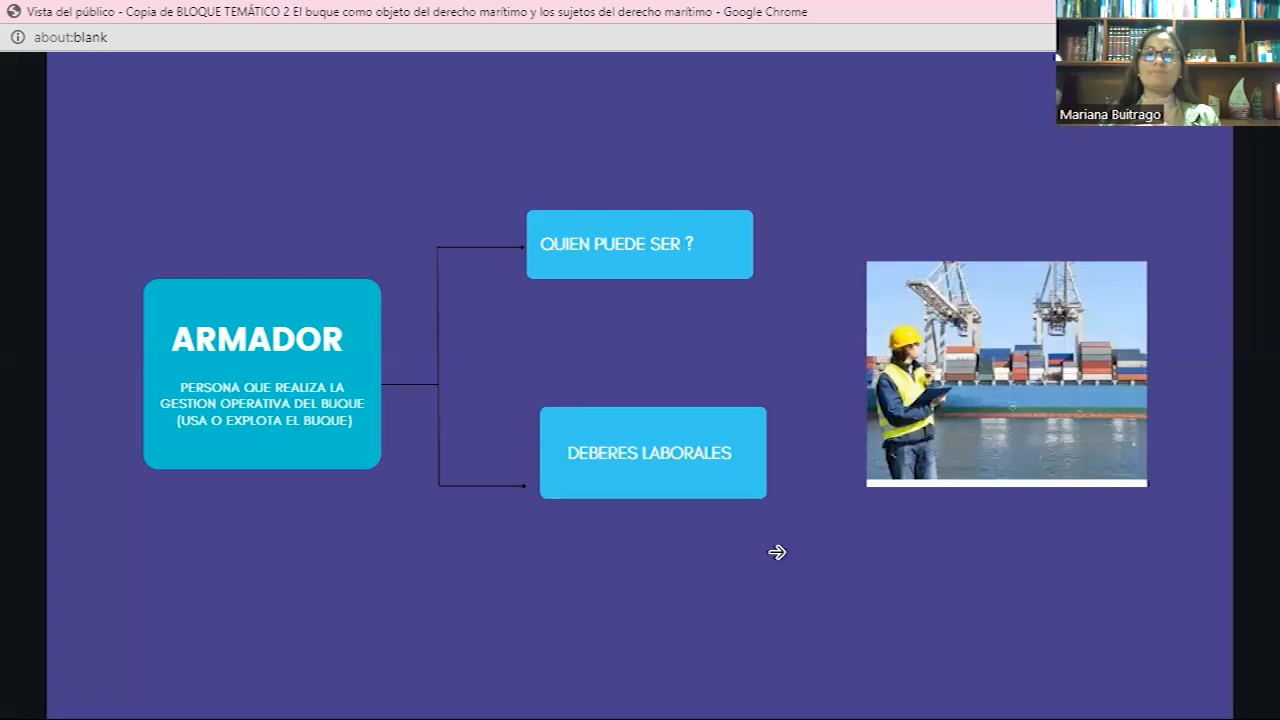 Vista del público - Copia de BLOQUE TEMÁTICO 2 El buque como objeto del derecho marítimo y los sujetos del derecho marítimo - Google Chrome
about:blank
Mariana Buitrago
QUIEN PUEDE SER ?
ARMADOR
PERSONA QUE REALIZA LA
GESTION OPERATIVA DEL BUQUE
(USA O EXPLOTA EL BUQUE)
DEBERES LABORALES